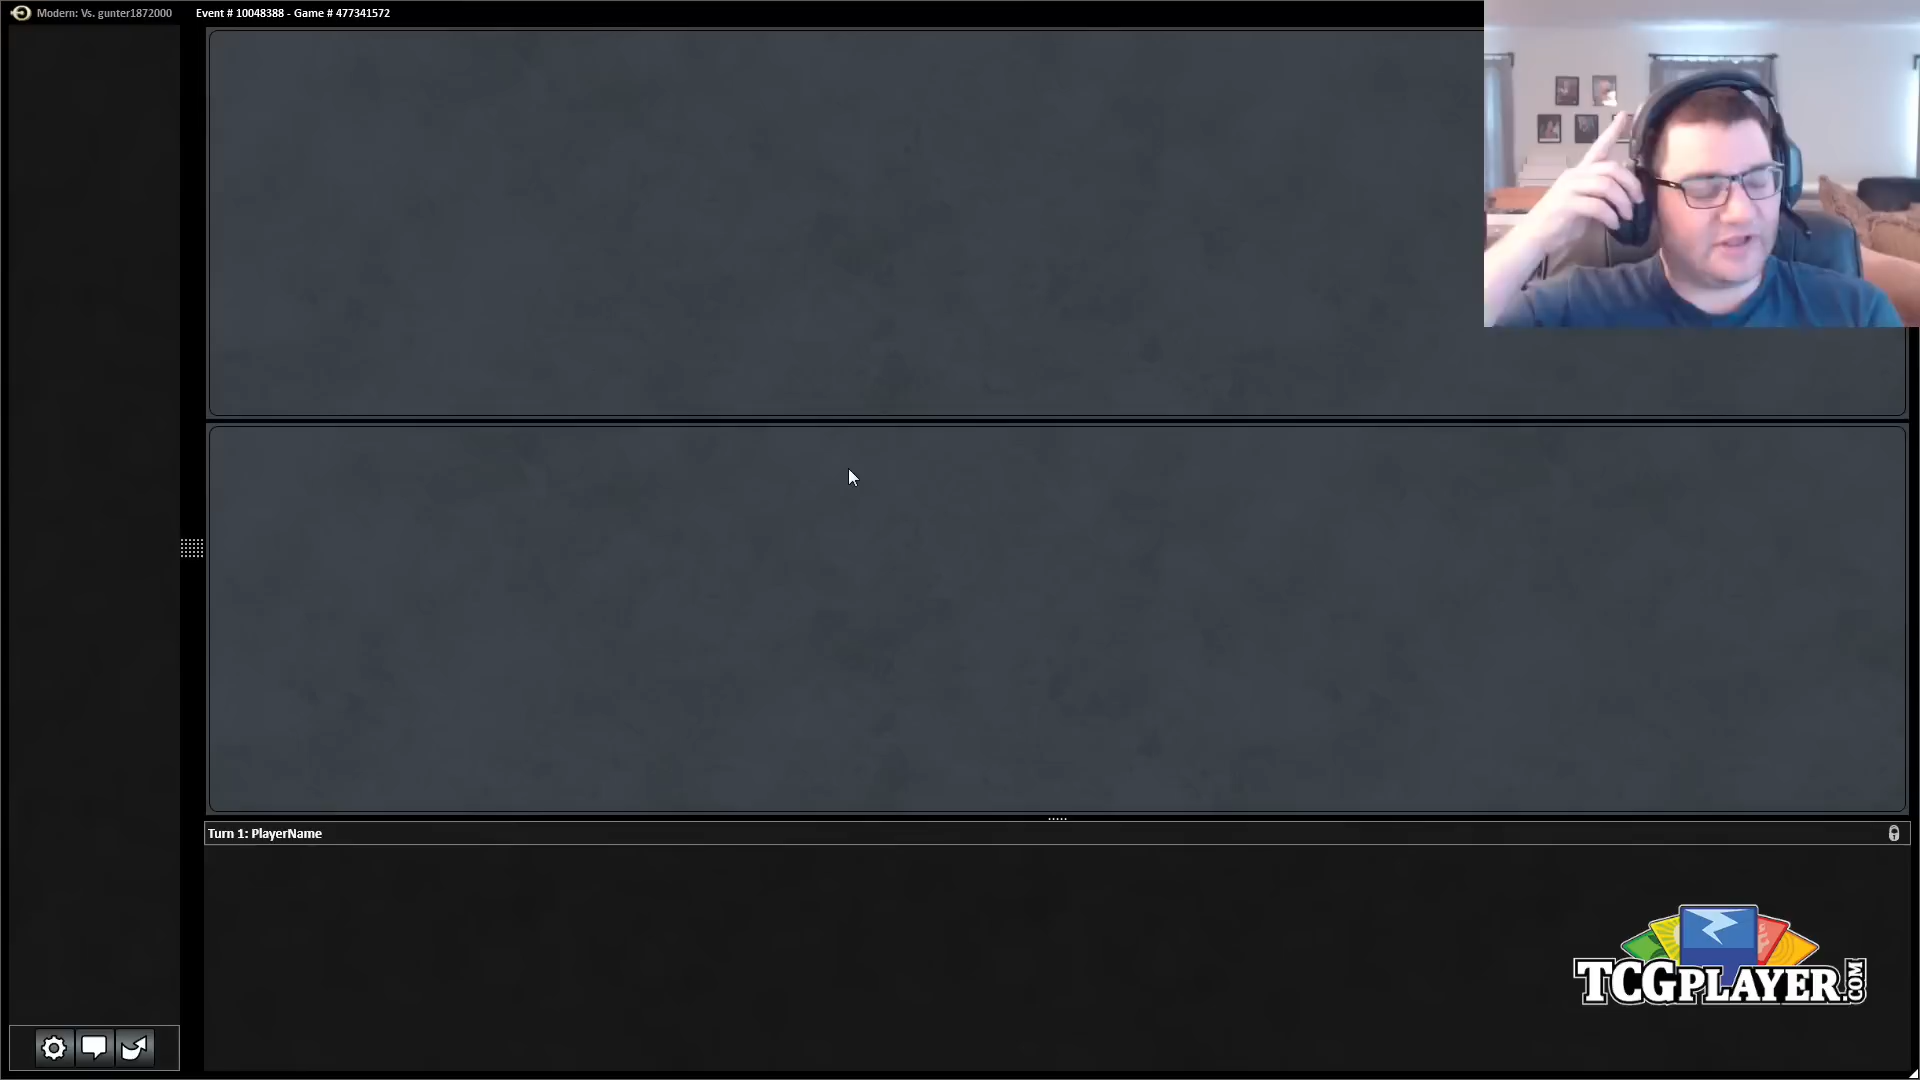 Modern: Vs. gunter1872000
Event # 10048388 - Game # 477341572
Turn 1: PlayerName
TCGPLAYER.COM